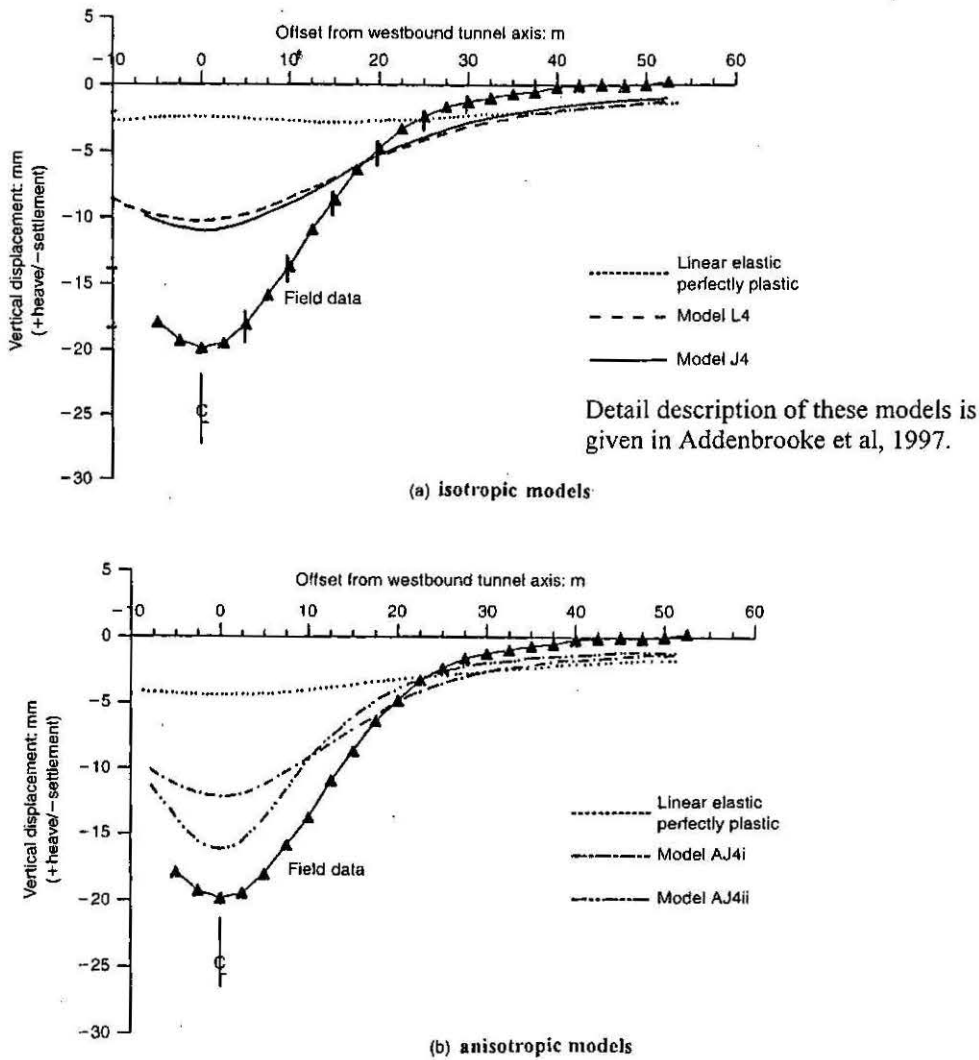 Offset from westbound tunnel axis: m
5
-10 0 10 20 30 40 50 60
0
-5
-10
-15
-20
-25
-30
Vertical displacement: mm
(+heave/−settlement)
Field data
C
L
Linear elastic
perfectly plastic
Model L4
Model J4
Detail description of these models is
given in Addenbrooke et al, 1997.
(a) isotropic models
Offset from westbound tunnel axis: m
5
-10 0 10 20 30 40 50 60
0
-5
-10
-15
-20
-25
-30
Vertical displacement: mm
(+heave/−settlement)
Field data
C
L
Linear elastic
perfectly plastic
Model AJ4i
Model AJ4ii
(b) anisotropic models